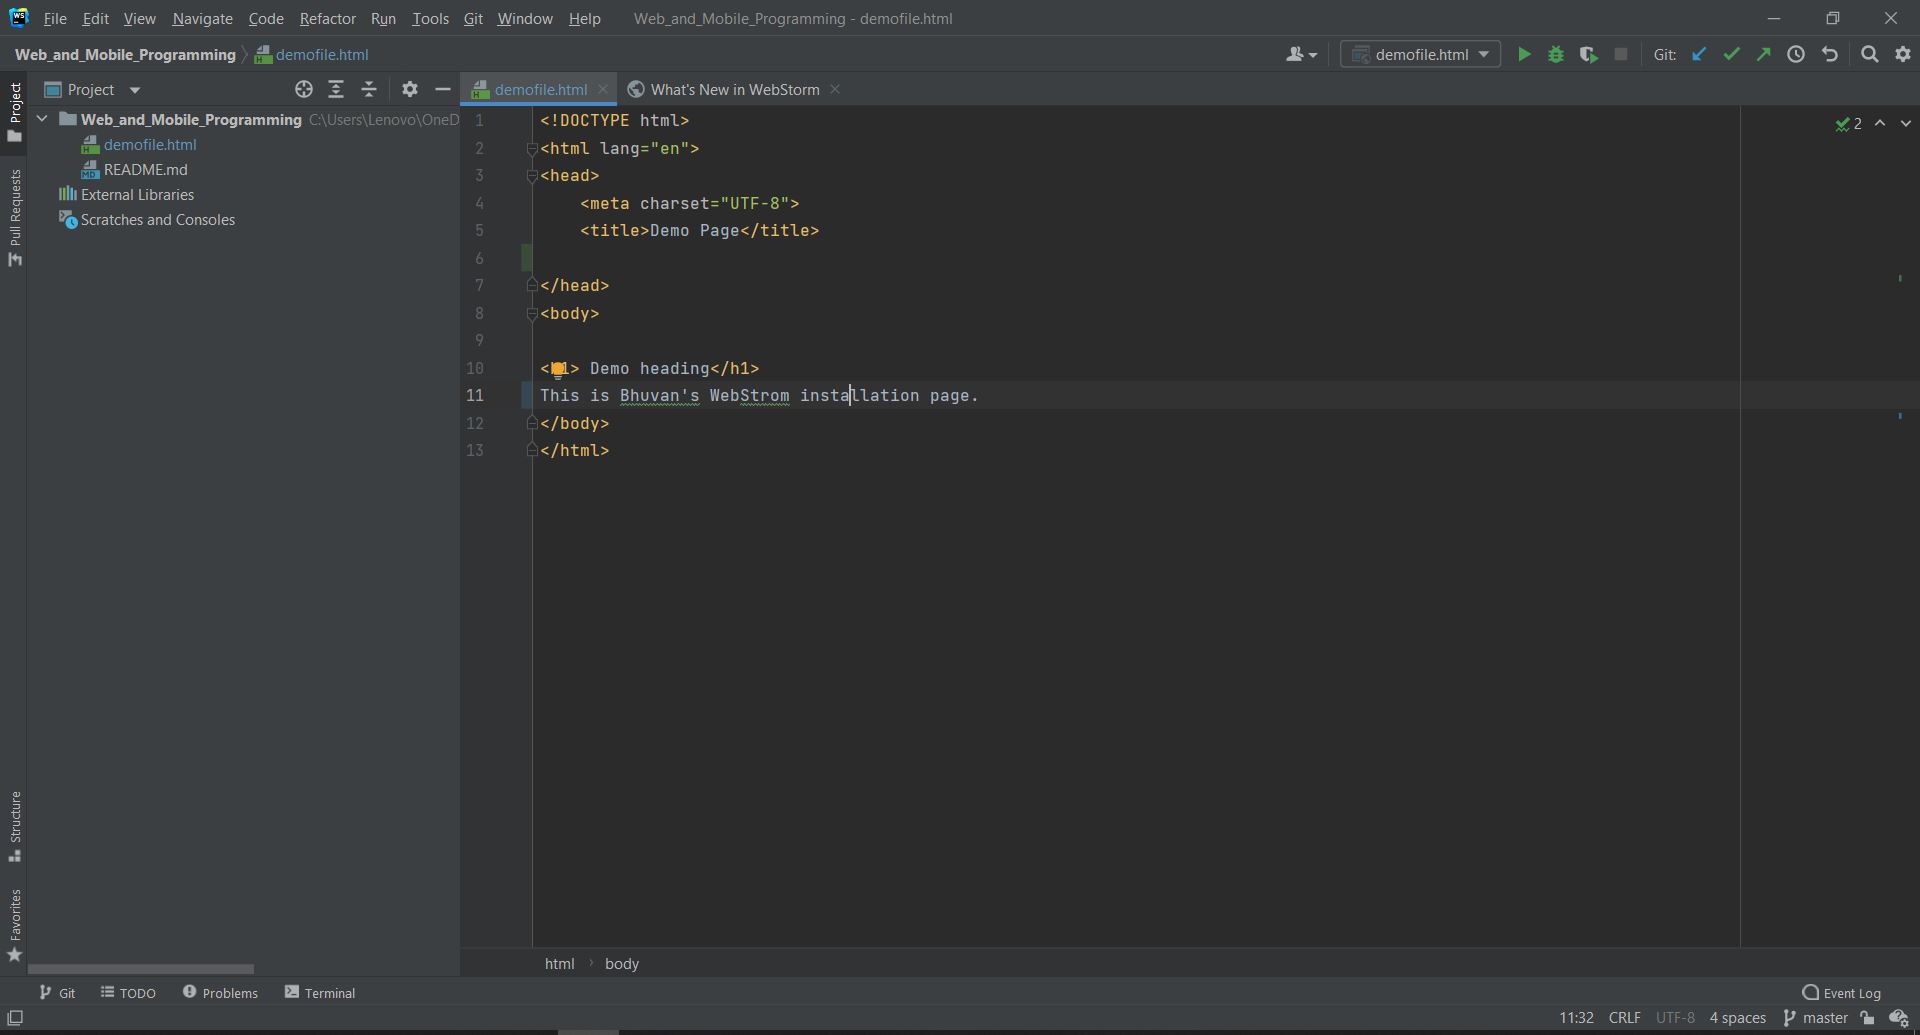 WS File Edit View Navigate Code Refactor Run Tools Git Window Help Web_and_Mobile_Programming - demofile.html
Web_and_Mobile_Programming demofile.html demofile.html Git:
Project
Pull Requests
Structure
Favorites
Project
Web_and_Mobile_Programming C:\Users\Lenovo\OneD
demofile.html
README.md
External Libraries
Scratches and Consoles
demofile.html What's New in WebStorm
2
1 <!DOCTYPE html>
2 <html lang="en">
3 <head>
4 <meta charset="UTF-8">
5 <title>Demo Page</title>
6
7 </head>
8 <body>
9
10 <h1> Demo heading</h1>
11 This is Bhuvan's WebStrom installation page.
12 </body>
13 </html>
html body
Git TODO Problems Terminal Event Log
11:32 CRLF UTF-8 4 spaces master